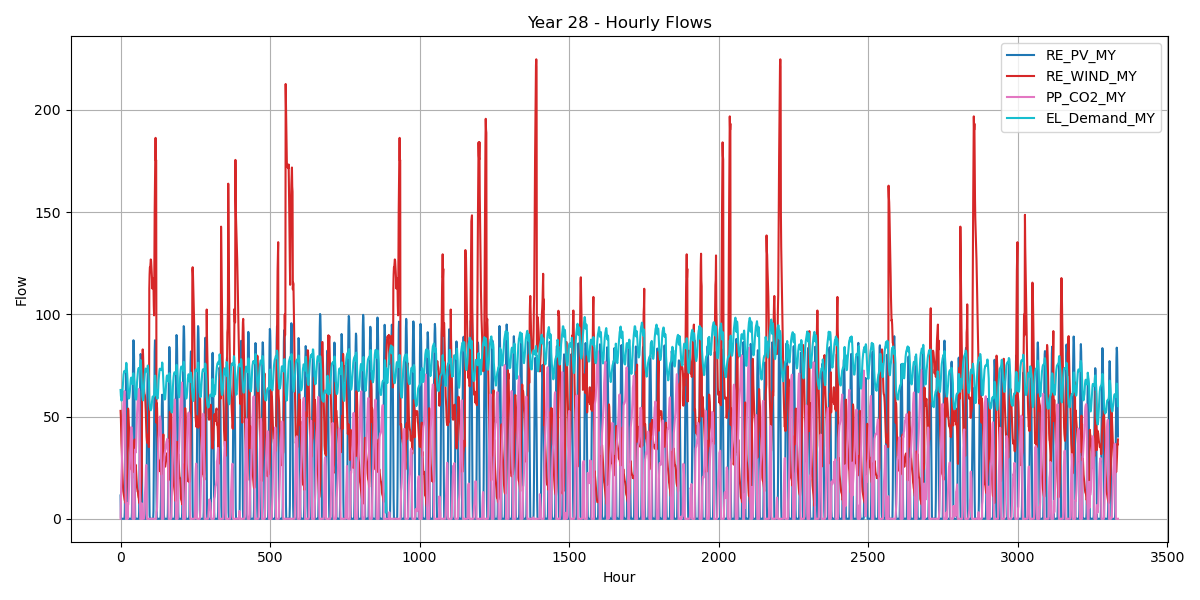 Year 28 - Hourly Flows
RE_PV_MY
RE_WIND_MY
PP_CO2_MY
EL_Demand_MY
Flow
200
150
100
50
0
0 500 1000 1500 2000 2500 3000 3500
Hour